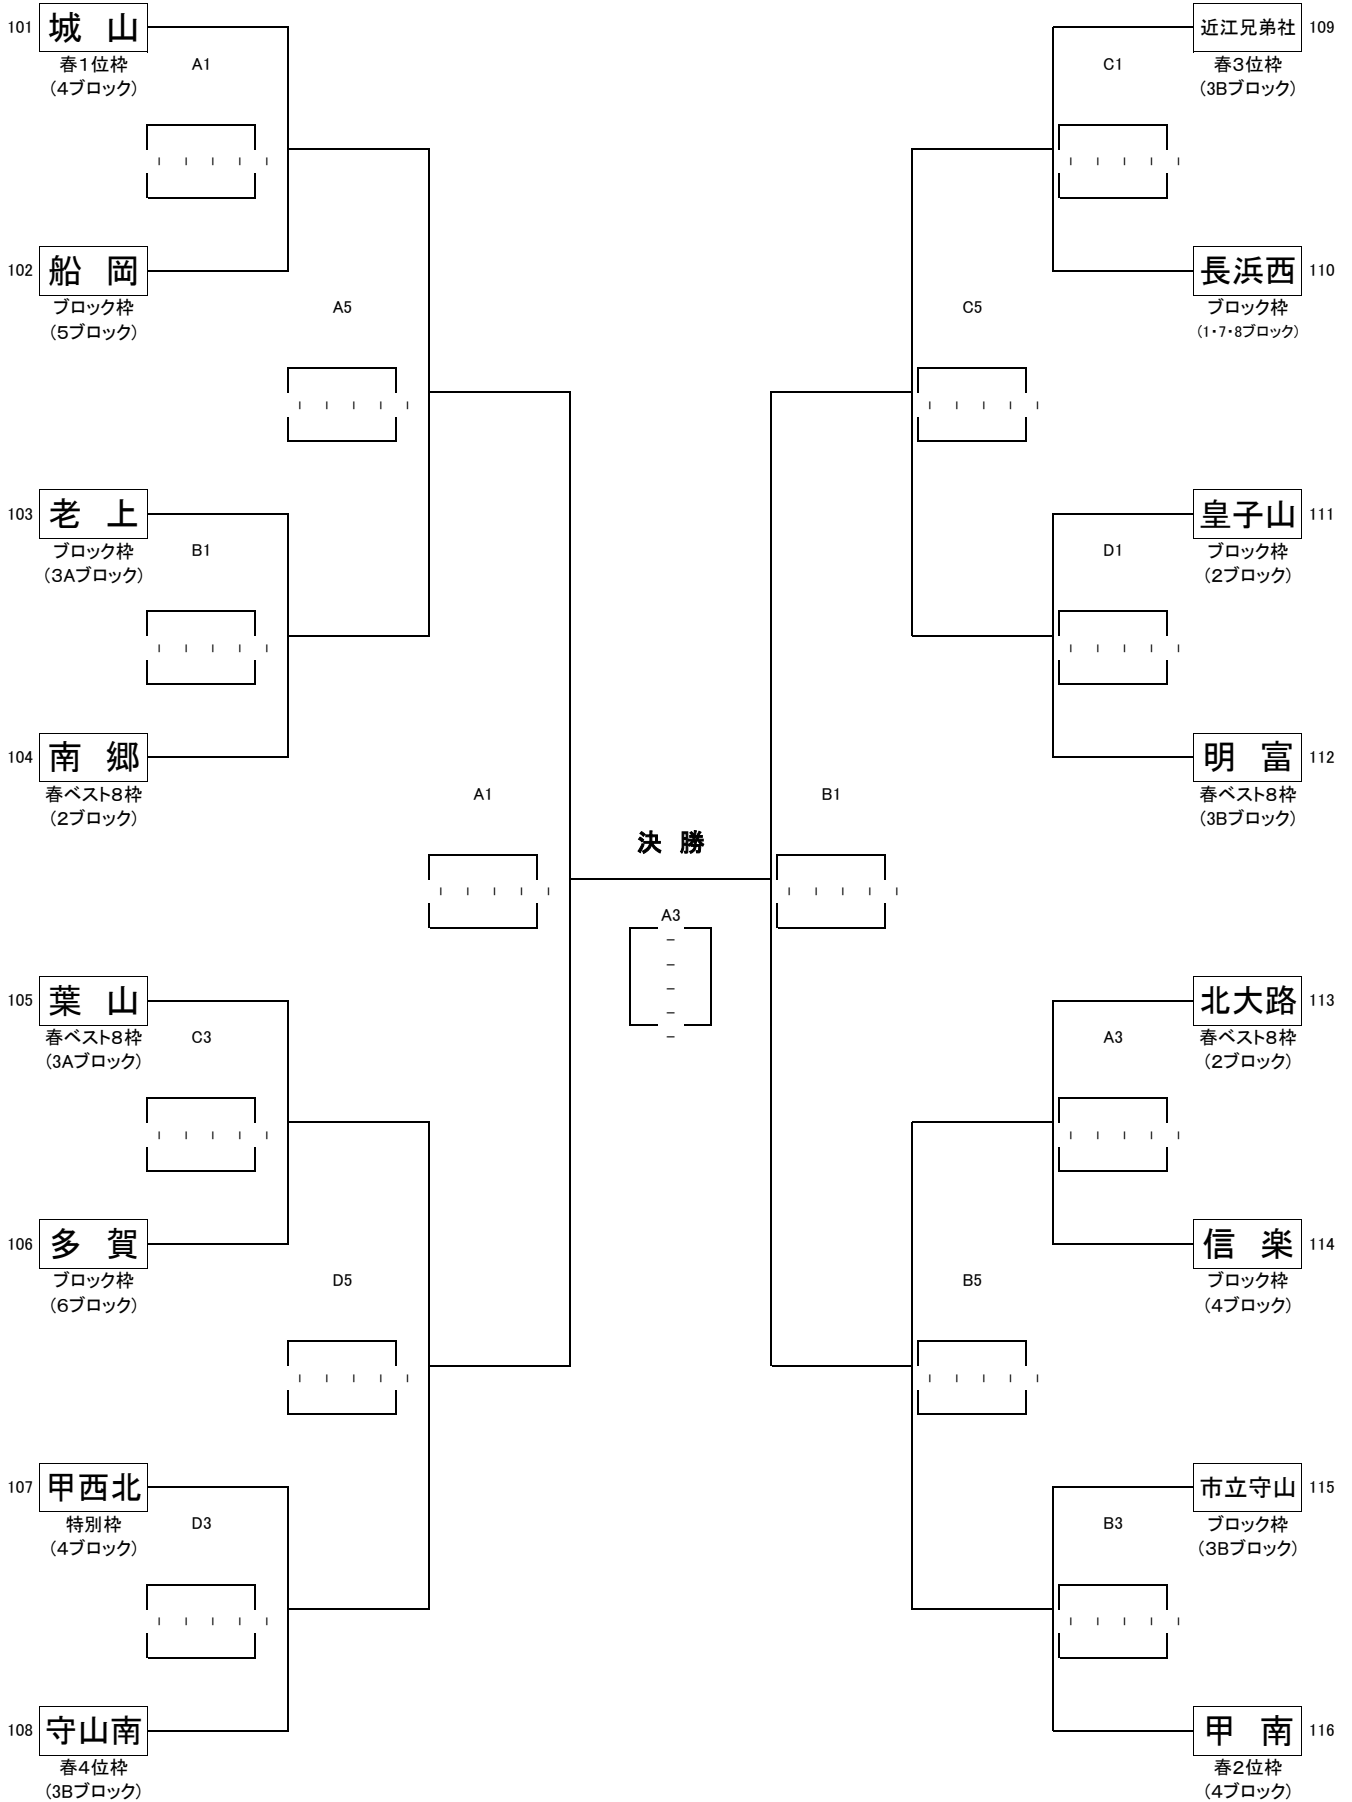 101 城 山
春1位枠
(4ブロック)
A1
102 船 岡
ブロック枠
(5ブロック)
A5
103 老 上
ブロック枠
(3Aブロック)
B1
104 南 郷
春ベスト8枠
(2ブロック)
A1
105 葉 山
春ベスト8枠
(3Aブロック)
C3
106 多 賀
ブロック枠
(6ブロック)
D5
107 甲西北
特別枠
(4ブロック)
D3
108 守山南
春4位枠
(3Bブロック)
決 勝
A3
近江兄弟社 109
春3位枠
(3Bブロック)
C1
長浜西 110
ブロック枠
(1・7・8ブロック)
C5
皇子山 111
ブロック枠
(2ブロック)
D1
明 富 112
春ベスト8枠
(3Bブロック)
B1
北大路 113
春ベスト8枠
(2ブロック)
A3
信 楽 114
ブロック枠
(4ブロック)
B5
市立守山 115
ブロック枠
(3Bブロック)
B3
甲 南 116
春2位枠
(4ブロック)